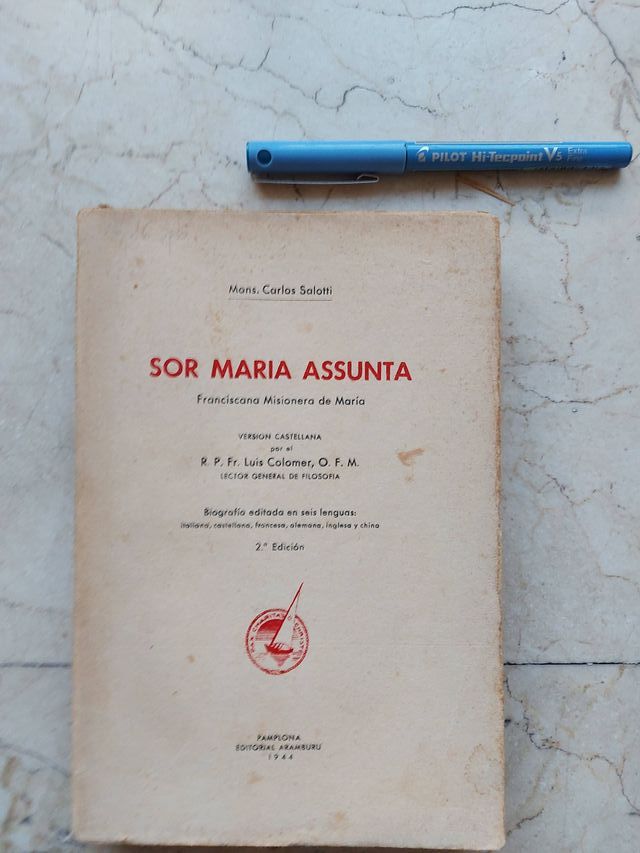 PILOT Hi-Tecpoint V5 Extra Fine
Mons. Carlos Salotti
SOR MARIA ASSUNTA
Franciscana Misionera de María
VERSION CASTELLANA
por el
R. P. Fr. Luis Colomer, O. F. M.
LECTOR GENERAL DE FILOSOFIA
Biografía editada en seis lenguas:
italiana, castellana, francesa, alemana, inglesa y china
2.ª Edición
PAMPLONA
EDITORIAL ARAMBURU
1944